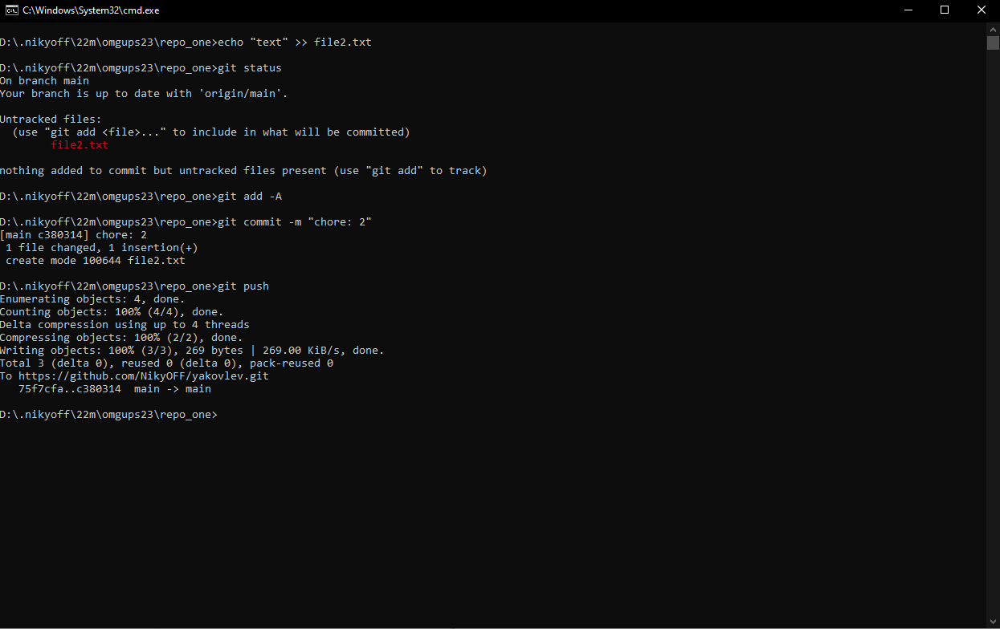 C:\Windows\System32\cmd.exe
D:\.nikyoff\22m\omgups23\repo_one>echo "text" >> file2.txt
D:\.nikyoff\22m\omgups23\repo_one>git status
On branch main
Your branch is up to date with 'origin/main'.
Untracked files:
  (use "git add <file>..." to include in what will be committed)
        file2.txt
nothing added to commit but untracked files present (use "git add" to track)
D:\.nikyoff\22m\omgups23\repo_one>git add -A
D:\.nikyoff\22m\omgups23\repo_one>git commit -m "chore: 2"
[main c380314] chore: 2
 1 file changed, 1 insertion(+)
 create mode 100644 file2.txt
D:\.nikyoff\22m\omgups23\repo_one>git push
Enumerating objects: 4, done.
Counting objects: 100% (4/4), done.
Delta compression using up to 4 threads
Compressing objects: 100% (2/2), done.
Writing objects: 100% (3/3), 269 bytes | 269.00 KiB/s, done.
Total 3 (delta 0), reused 0 (delta 0), pack-reused 0
To https://github.com/NikyOFF/yakovlev.git
   75f7cfa..c380314  main -> main
D:\.nikyoff\22m\omgups23\repo_one>